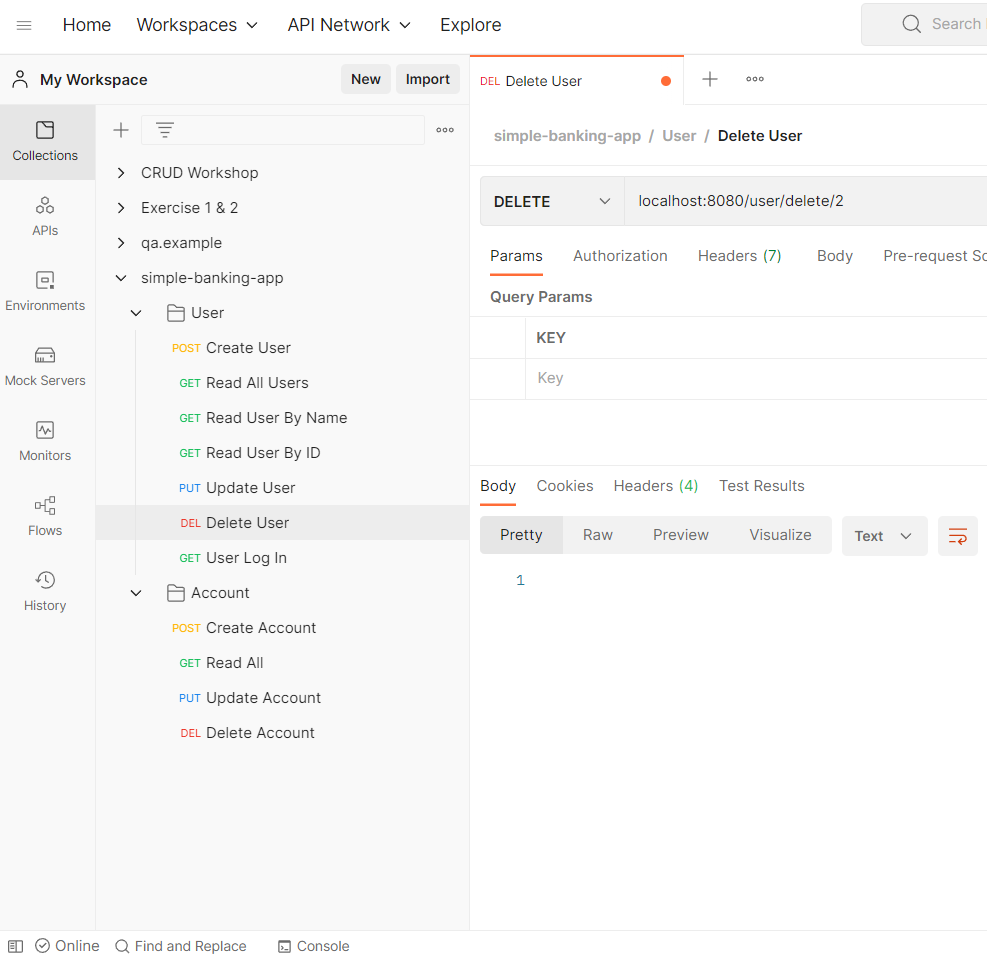 Home Workspaces API Network Explore Search
My Workspace New Import
DEL Delete User
Collections
APIs
Environments
Mock Servers
Monitors
Flows
History
CRUD Workshop
Exercise 1 & 2
qa.example
simple-banking-app
User
POST Create User
GET Read All Users
GET Read User By Name
GET Read User By ID
PUT Update User
DEL Delete User
GET User Log In
Account
POST Create Account
GET Read All
PUT Update Account
DEL Delete Account
simple-banking-app / User / Delete User
DELETE localhost:8080/user/delete/2
Params Authorization Headers (7) Body Pre-request Sc
Query Params
KEY
Key
Body Cookies Headers (4) Test Results
Pretty Raw Preview Visualize Text
1
Online Find and Replace Console